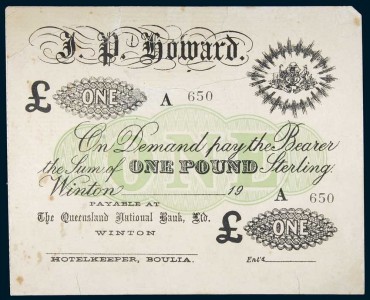 J. P. Howard.
£ ONE A 650
On Demand pay the Bearer
the Sum of ONE POUND Sterling.
Winton 19 A 650
PAYABLE AT
The Queensland National Bank, Ltd.
WINTON
£ ONE
HOTELKEEPER, BOULIA. Ent'd
ONE